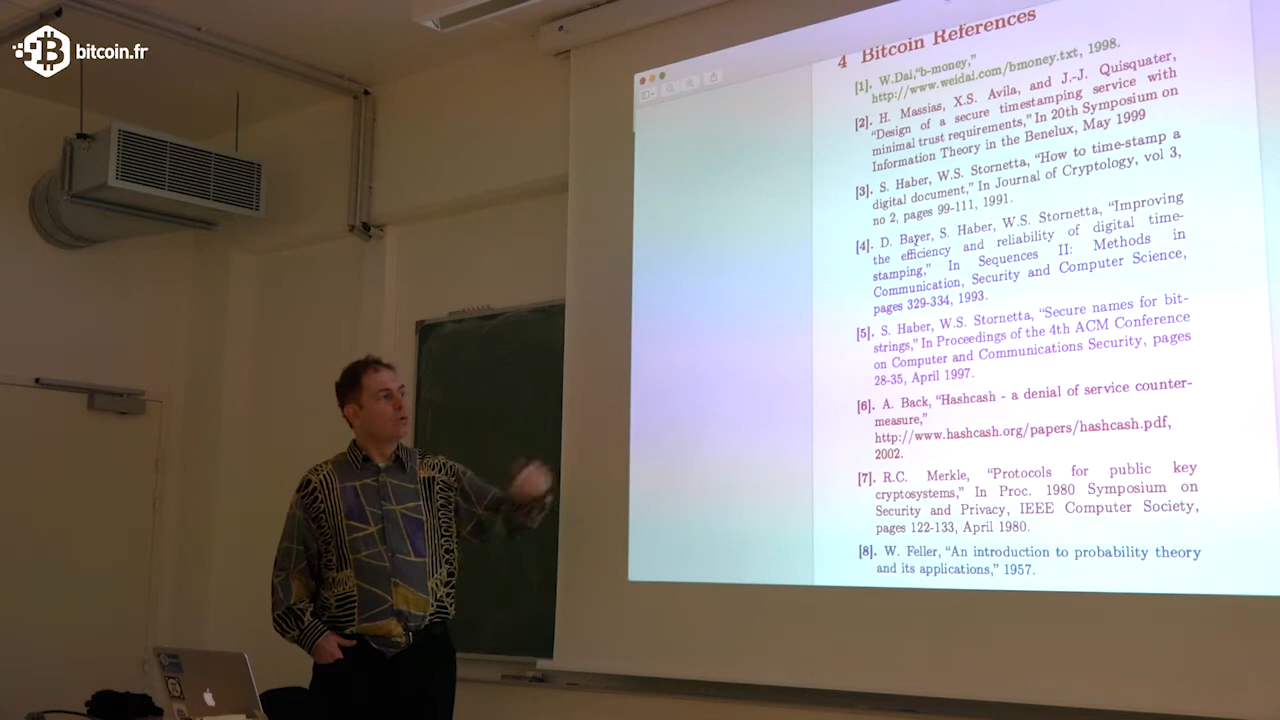 bitcoin.fr
4 Bitcoin References
[1]. W.Dai,"b-money,"
http://www.weidai.com/bmoney.txt, 1998.
[2]. H. Massias, X.S. Avila, and J.-J. Quisquater,
"Design of a secure timestamping service with
minimal trust requirements," In 20th Symposium on
Information Theory in the Benelux, May 1999
[3]. S. Haber, W.S. Stornetta, "How to time-stamp a
digital document," In Journal of Cryptology, vol 3,
no 2, pages 99-111, 1991.
[4]. D. Bayer, S. Haber, W.S. Stornetta, "Improving
the efficiency and reliability of digital time-
stamping," In Sequences II: Methods in
Communication, Security and Computer Science,
pages 329-334, 1993.
[5]. S. Haber, W.S. Stornetta, "Secure names for bit-
strings," In Proceedings of the 4th ACM Conference
on Computer and Communications Security, pages
28-35, April 1997.
[6]. A. Back, "Hashcash - a denial of service counter-
measure,"
http://www.hashcash.org/papers/hashcash.pdf,
2002.
[7]. R.C. Merkle, "Protocols for public key
cryptosystems," In Proc. 1980 Symposium on
Security and Privacy, IEEE Computer Society,
pages 122-133, April 1980.
[8]. W. Feller, "An introduction to probability theory
and its applications," 1957.